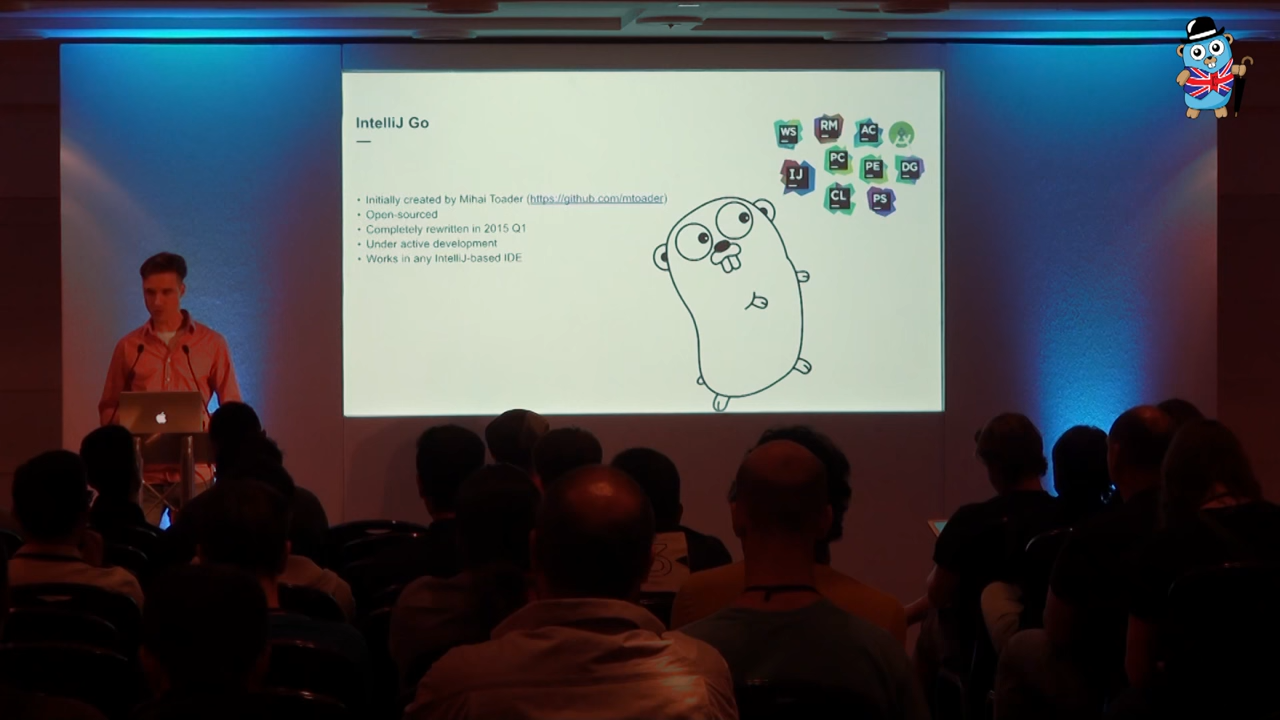 IntelliJ Go
• Initially created by Mihai Toader (https://github.com/mtoader)
• Open-sourced
• Completely rewritten in 2015 Q1
• Under active development
• Works in any IntelliJ-based IDE
WS RM AC
IJ PC PE DG
CL PS
3